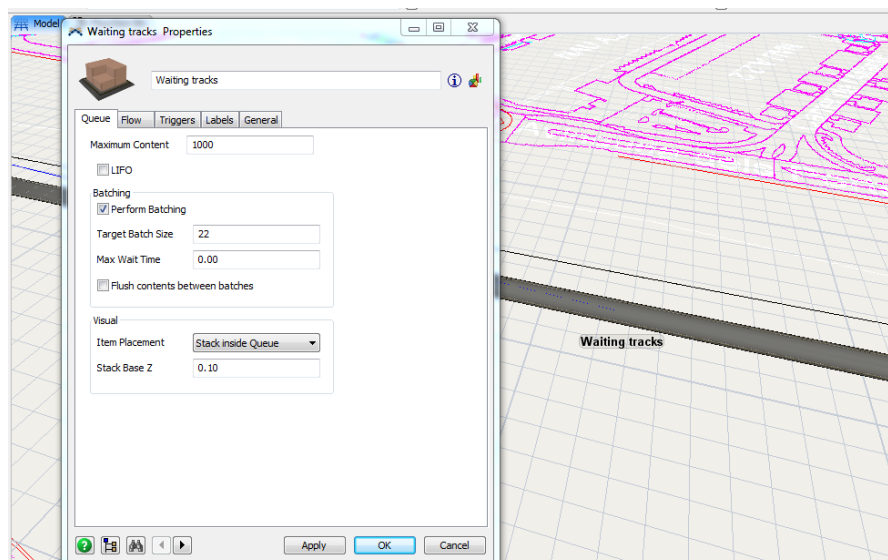 Model
Waiting tracks Properties
Waiting tracks
Queue Flow Triggers Labels General
Maximum Content 1000
LIFO
Batching
Perform Batching
Target Batch Size 22
Max Wait Time 0.00
Flush contents between batches
Visual
Item Placement Stack inside Queue
Stack Base Z 0.10
Apply OK Cancel
Waiting tracks